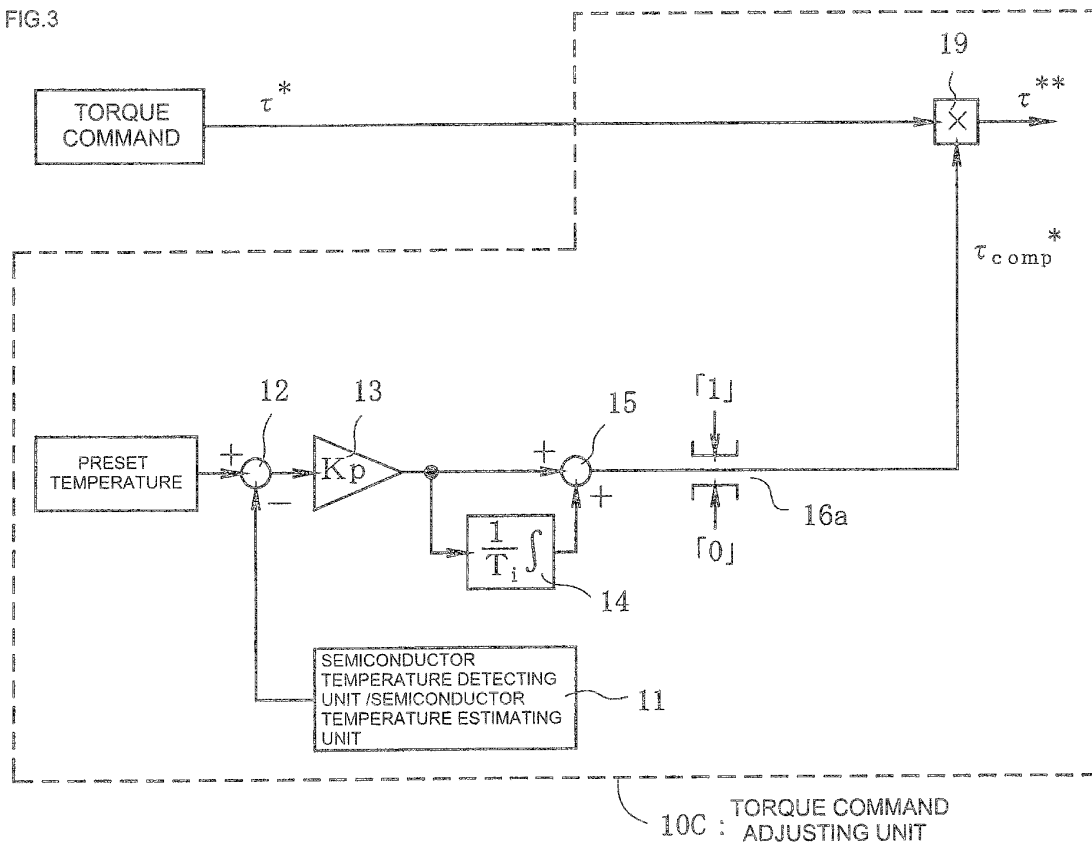 FIG.3
19
TORQUE
COMMAND
τ*
×
τ**
τcomp*
12
13
15
「1」
PRESET
TEMPERATURE
+
−
Kp
+
+
16a
「0」
1
Ti
∫
14
SEMICONDUCTOR
TEMPERATURE DETECTING
UNIT /SEMICONDUCTOR
TEMPERATURE ESTIMATING
UNIT
11
10C : TORQUE COMMAND
ADJUSTING UNIT